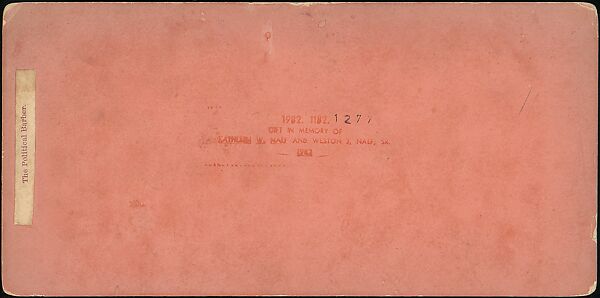 The Political Barber.
1982. 1182. 1277
GIFT IN MEMORY OF
W. NAEF AND WESTON J. NAEF, SR.
1982